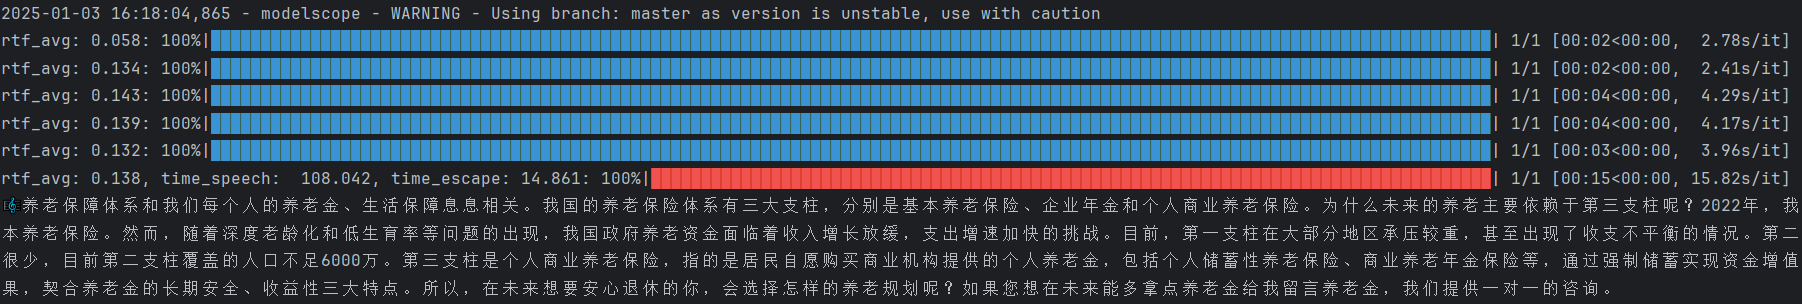 2025-01-03 16:18:04,865 - modelscope - WARNING - Using branch: master as version is unstable, use with caution
rtf_avg: 0.058: 100%|██████████| 1/1 [00:02<00:00,  2.78s/it]
rtf_avg: 0.134: 100%|██████████| 1/1 [00:02<00:00,  2.41s/it]
rtf_avg: 0.143: 100%|██████████| 1/1 [00:04<00:00,  4.29s/it]
rtf_avg: 0.139: 100%|██████████| 1/1 [00:04<00:00,  4.17s/it]
rtf_avg: 0.132: 100%|██████████| 1/1 [00:03<00:00,  3.96s/it]
rtf_avg: 0.138, time_speech:  108.042, time_escape: 14.861: 100%|██████████| 1/1 [00:15<00:00, 15.82s/it]
🎼养老保障体系和我们每个人的养老金、生活保障息息相关。我国的养老保险体系有三大支柱，分别是基本养老保险、企业年金和个人商业养老保险。为什么未来的养老主要依赖于第三支柱呢？2022年，我
本养老保险。然而，随着深度老龄化和低生育率等问题的出现，我国政府养老资金面临着收入增长放缓，支出增速加快的挑战。目前，第一支柱在大部分地区承压较重，甚至出现了收支不平衡的情况。第二
很少，目前第二支柱覆盖的人口不足6000万。第三支柱是个人商业养老保险，指的是居民自愿购买商业机构提供的个人养老金，包括个人储蓄性养老保险、商业养老年金保险等，通过强制储蓄实现资金增值
果，契合养老金的长期安全、收益性三大特点。所以，在未来想要安心退休的你，会选择怎样的养老规划呢？如果您想在未来能多拿点养老金给我留言养老金，我们提供一对一的咨询。